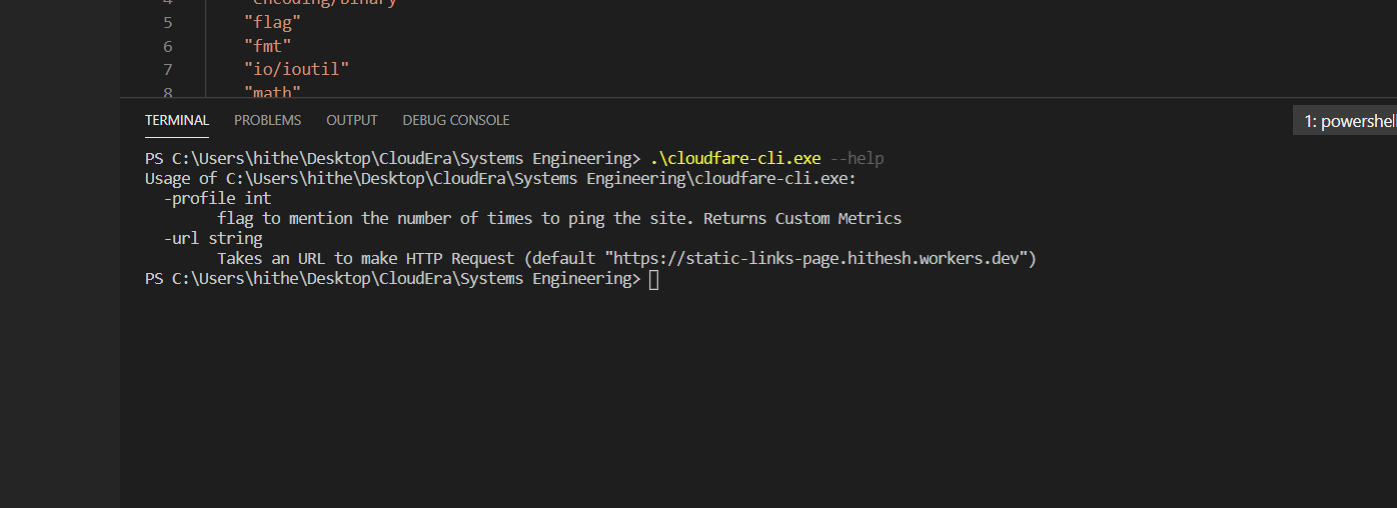 4 "encoding/binary"
5 "flag"
6 "fmt"
7 "io/ioutil"
8 "math"
TERMINAL PROBLEMS OUTPUT DEBUG CONSOLE 1: powershell
PS C:\Users\hithe\Desktop\CloudEra\Systems Engineering> .\cloudfare-cli.exe --help
Usage of C:\Users\hithe\Desktop\CloudEra\Systems Engineering\cloudfare-cli.exe:
-profile int
flag to mention the number of times to ping the site. Returns Custom Metrics
-url string
Takes an URL to make HTTP Request (default "https://static-links-page.hithesh.workers.dev")
PS C:\Users\hithe\Desktop\CloudEra\Systems Engineering>